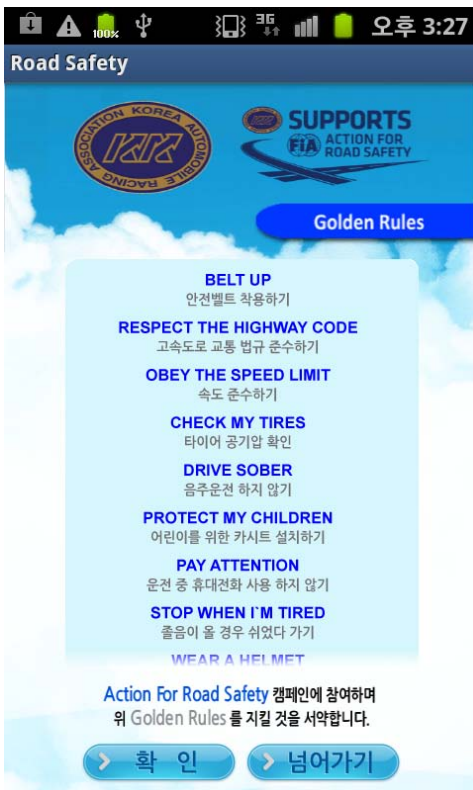 100%
3G
오후 3:27
Road Safety
KOREA AUTOMOBILE RACING ASSOCIATION
SUPPORTS
FiA ACTION FOR
ROAD SAFETY
Golden Rules
BELT UP
안전벨트 착용하기
RESPECT THE HIGHWAY CODE
고속도로 교통 법규 준수하기
OBEY THE SPEED LIMIT
속도 준수하기
CHECK MY TIRES
타이어 공기압 확인
DRIVE SOBER
음주운전 하지 않기
PROTECT MY CHILDREN
어린이를 위한 카시트 설치하기
PAY ATTENTION
운전 중 휴대전화 사용 하지 않기
STOP WHEN I`M TIRED
졸음이 올 경우 쉬었다 가기
WEAR A HELMET
Action For Road Safety 캠페인에 참여하며
위 Golden Rules 를 지킬 것을 서약합니다.
확 인
넘어가기